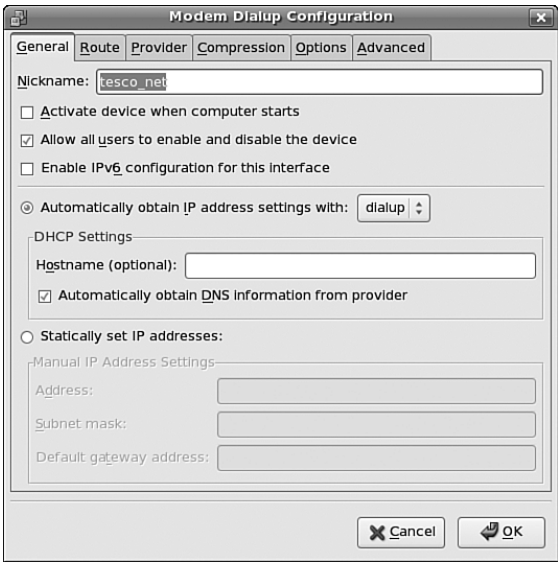 Modem Dialup Configuration
General Route Provider Compression Options Advanced
Nickname: tesco_net
Activate device when computer starts
Allow all users to enable and disable the device
Enable IPv6 configuration for this interface
Automatically obtain IP address settings with: dialup
DHCP Settings
Hostname (optional):
Automatically obtain DNS information from provider
Statically set IP addresses:
Manual IP Address Settings
Address:
Subnet mask:
Default gateway address:
Cancel OK